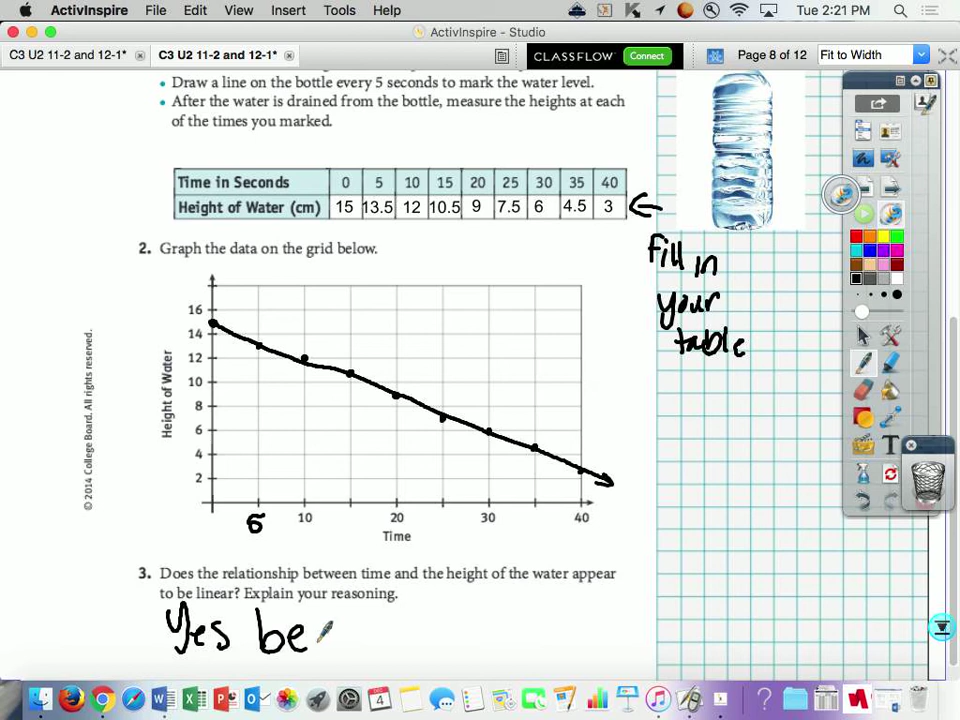 ActivInspire File Edit View Insert Tools Help Tue 2:21 PM
ActivInspire - Studio
C3 U2 11-2 and 12-1* C3 U2 11-2 and 12-1* CLASSFLOW Connect Page 8 of 12 Fit to Width
• Draw a line on the bottle every 5 seconds to mark the water level.
• After the water is drained from the bottle, measure the heights at each
of the times you marked.
Time in Seconds 0 5 10 15 20 25 30 35 40
Height of Water (cm) 15 13.5 12 10.5 9 7.5 6 4.5 3
fill in
your
table
2. Graph the data on the grid below.
16
14
12
10
8
6
4
2
Height of Water
5 10 20 30 40
Time
© 2014 College Board. All rights reserved.
3. Does the relationship between time and the height of the water appear
to be linear? Explain your reasoning.
Yes be